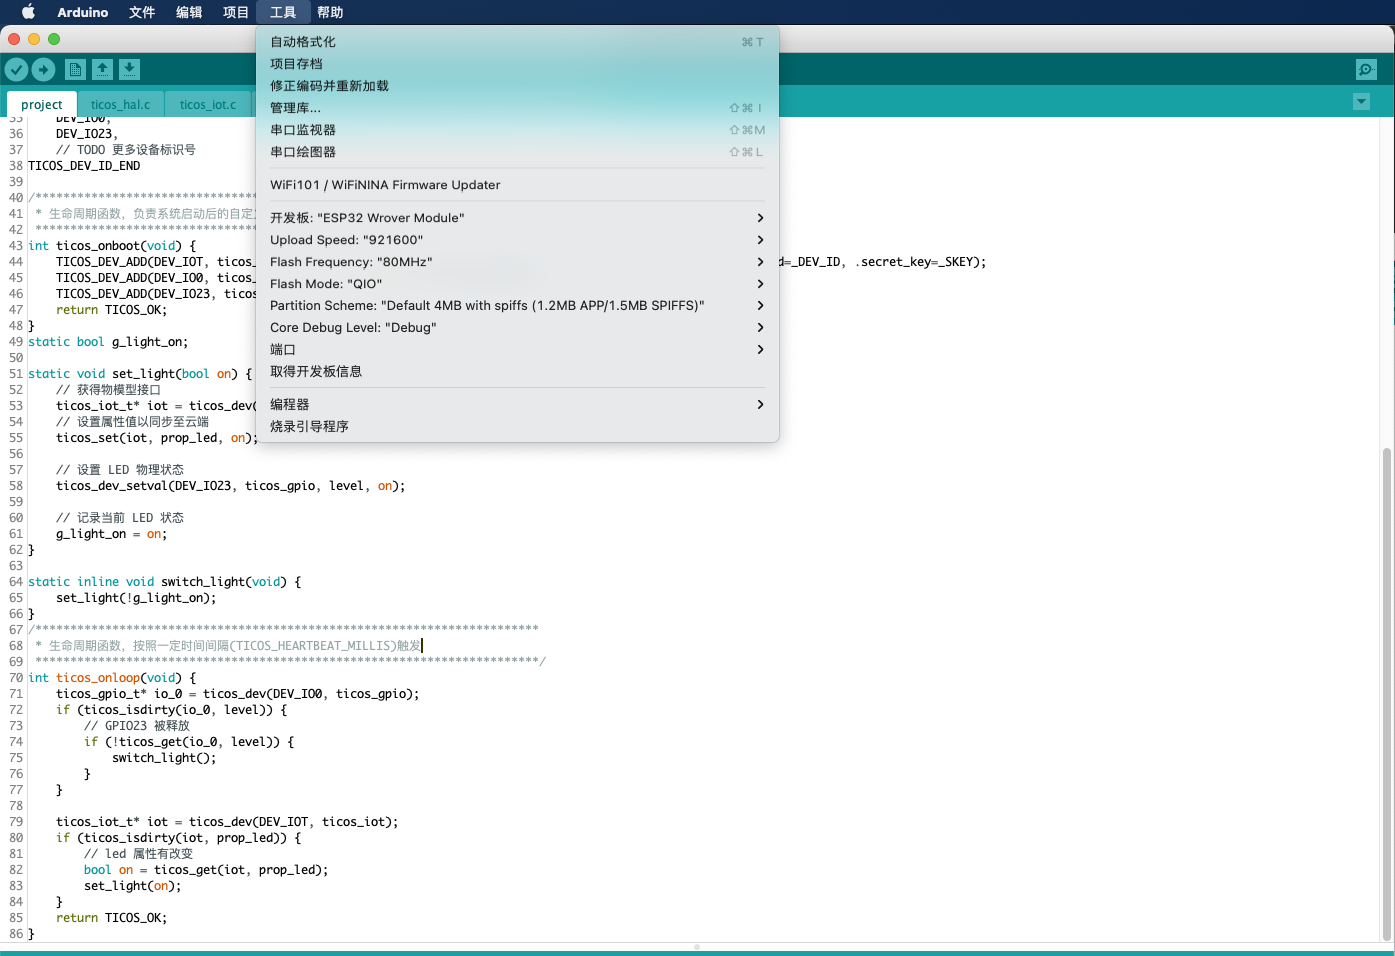 Arduino 文件 编辑 项目 工具 帮助
自动格式化 ⌘T
项目存档
修正编码并重新加载
管理库... ⇧⌘I
串口监视器 ⇧⌘M
串口绘图器 ⇧⌘L
WiFi101 / WiFiNINA Firmware Updater
开发板: "ESP32 Wrover Module"
Upload Speed: "921600"
Flash Frequency: "80MHz"
Flash Mode: "QIO"
Partition Scheme: "Default 4MB with spiffs (1.2MB APP/1.5MB SPIFFS)"
Core Debug Level: "Debug"
端口
取得开发板信息
编程器
烧录引导程序
project ticos_hal.c ticos_iot.c
35 DEV_IO0,
36 DEV_IO23,
37 // TODO 更多设备标识号
38 TICOS_DEV_ID_END
39
40 /********************************
41 * 生命周期函数，负责系统启动后的自定
42 ********************************
43 int ticos_onboot(void) {
44 TICOS_DEV_ADD(DEV_IOT, ticos_ d=_DEV_ID, .secret_key=_SKEY);
45 TICOS_DEV_ADD(DEV_IO0, ticos_
46 TICOS_DEV_ADD(DEV_IO23, ticos
47 return TICOS_OK;
48 }
49 static bool g_light_on;
50
51 static void set_light(bool on) {
52 // 获得物模型接口
53 ticos_iot_t* iot = ticos_dev(
54 // 设置属性值以同步至云端
55 ticos_set(iot, prop_led, on);
56
57 // 设置 LED 物理状态
58 ticos_dev_setval(DEV_IO23, ticos_gpio, level, on);
59
60 // 记录当前 LED 状态
61 g_light_on = on;
62 }
63
64 static inline void switch_light(void) {
65 set_light(!g_light_on);
66 }
67 /************************************************************************
68 * 生命周期函数，按照一定时间间隔(TICOS_HEARTBEAT_MILLIS)触发
69 ************************************************************************/
70 int ticos_onloop(void) {
71 ticos_gpio_t* io_0 = ticos_dev(DEV_IO0, ticos_gpio);
72 if (ticos_isdirty(io_0, level)) {
73 // GPIO23 被释放
74 if (!ticos_get(io_0, level)) {
75 switch_light();
76 }
77 }
78
79 ticos_iot_t* iot = ticos_dev(DEV_IOT, ticos_iot);
80 if (ticos_isdirty(iot, prop_led)) {
81 // led 属性有改变
82 bool on = ticos_get(iot, prop_led);
83 set_light(on);
84 }
85 return TICOS_OK;
86 }